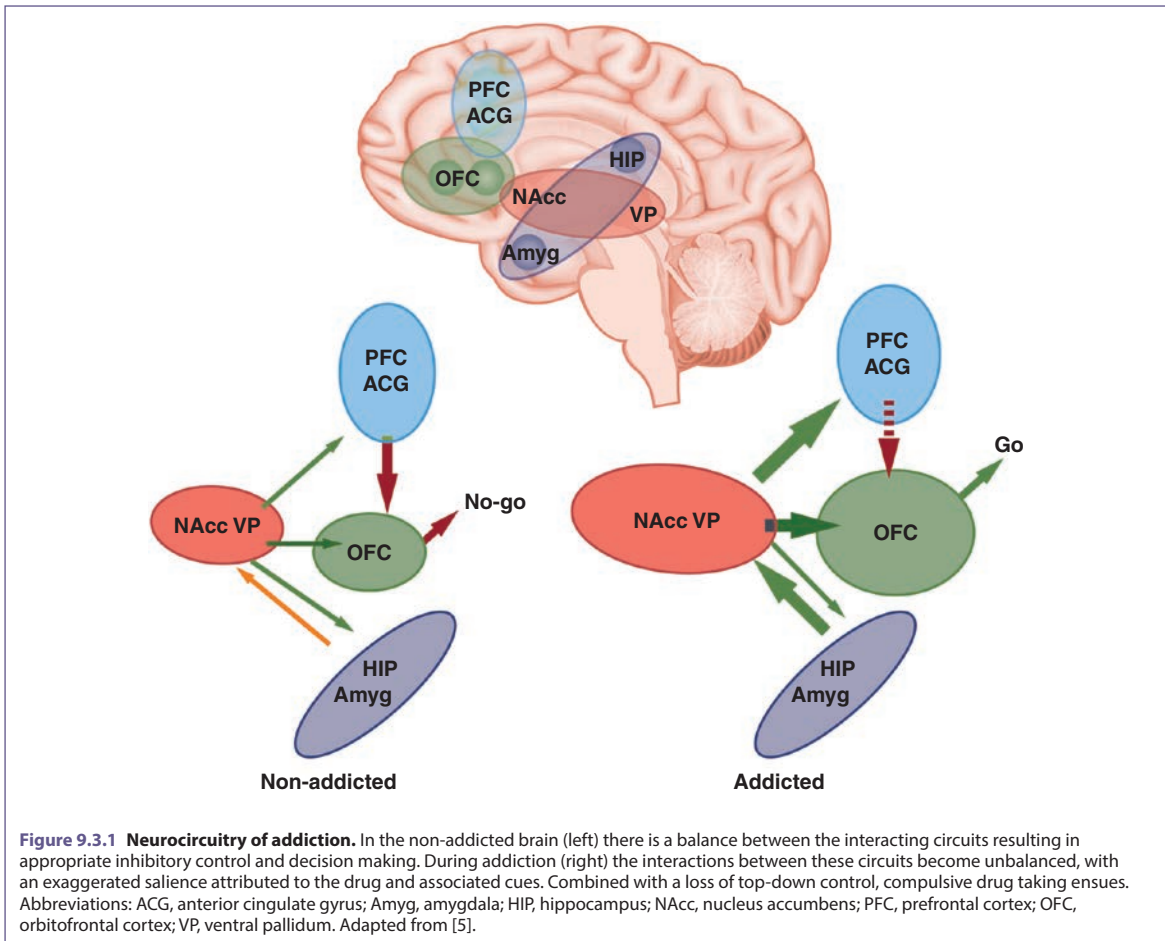 PFC
ACG
OFC
HIP
NAcc
VP
Amyg
PFC
ACG
NAcc VP
OFC
No-go
HIP
Amyg
Non-addicted
PFC
ACG
Go
NAcc VP
OFC
HIP
Amyg
Addicted
Figure 9.3.1 Neurocircuitry of addiction. In the non-addicted brain (left) there is a balance between the interacting circuits resulting in
appropriate inhibitory control and decision making. During addiction (right) the interactions between these circuits become unbalanced, with
an exaggerated salience attributed to the drug and associated cues. Combined with a loss of top-down control, compulsive drug taking ensues.
Abbreviations: ACG, anterior cingulate gyrus; Amyg, amygdala; HIP, hippocampus; NAcc, nucleus accumbens; PFC, prefrontal cortex; OFC,
orbitofrontal cortex; VP, ventral pallidum. Adapted from [5].